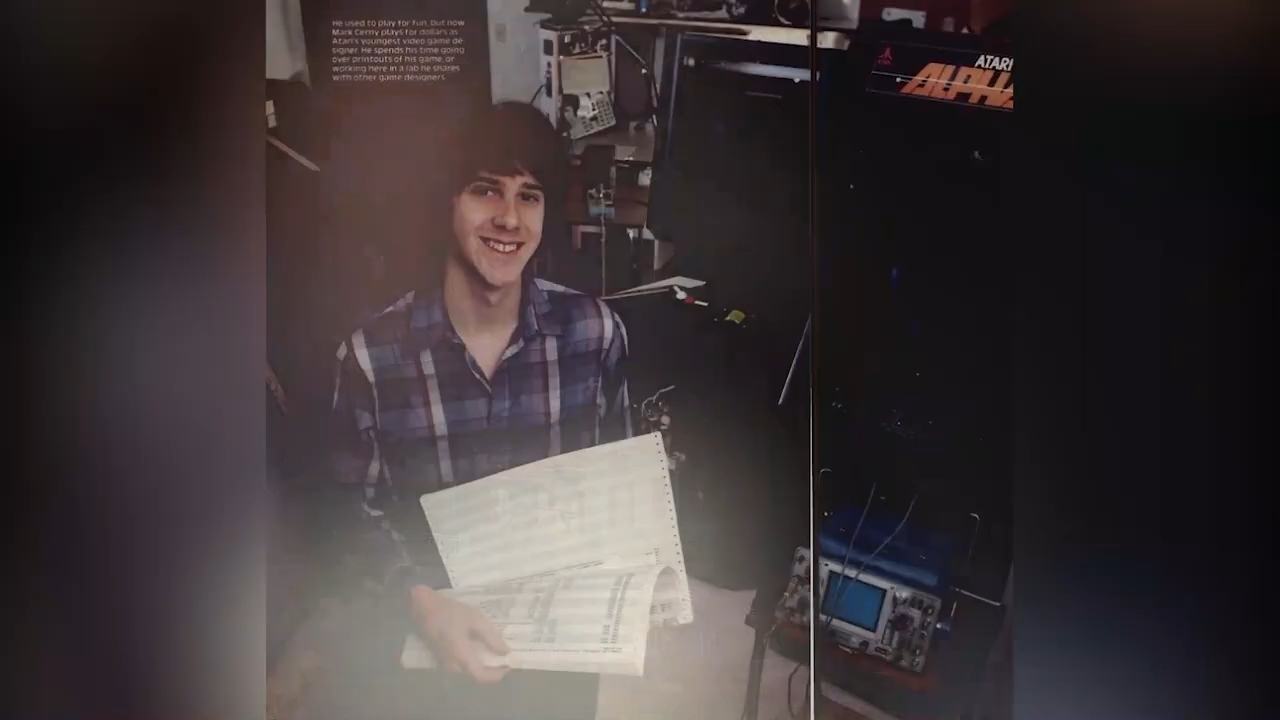 He used to play for fun, but now
Mark Cerny plays for dollars as
Atari's youngest video game de-
signer. He spends his time going
over printouts of his game, or
working here in a lab he shares
with other game designers.
ATARI